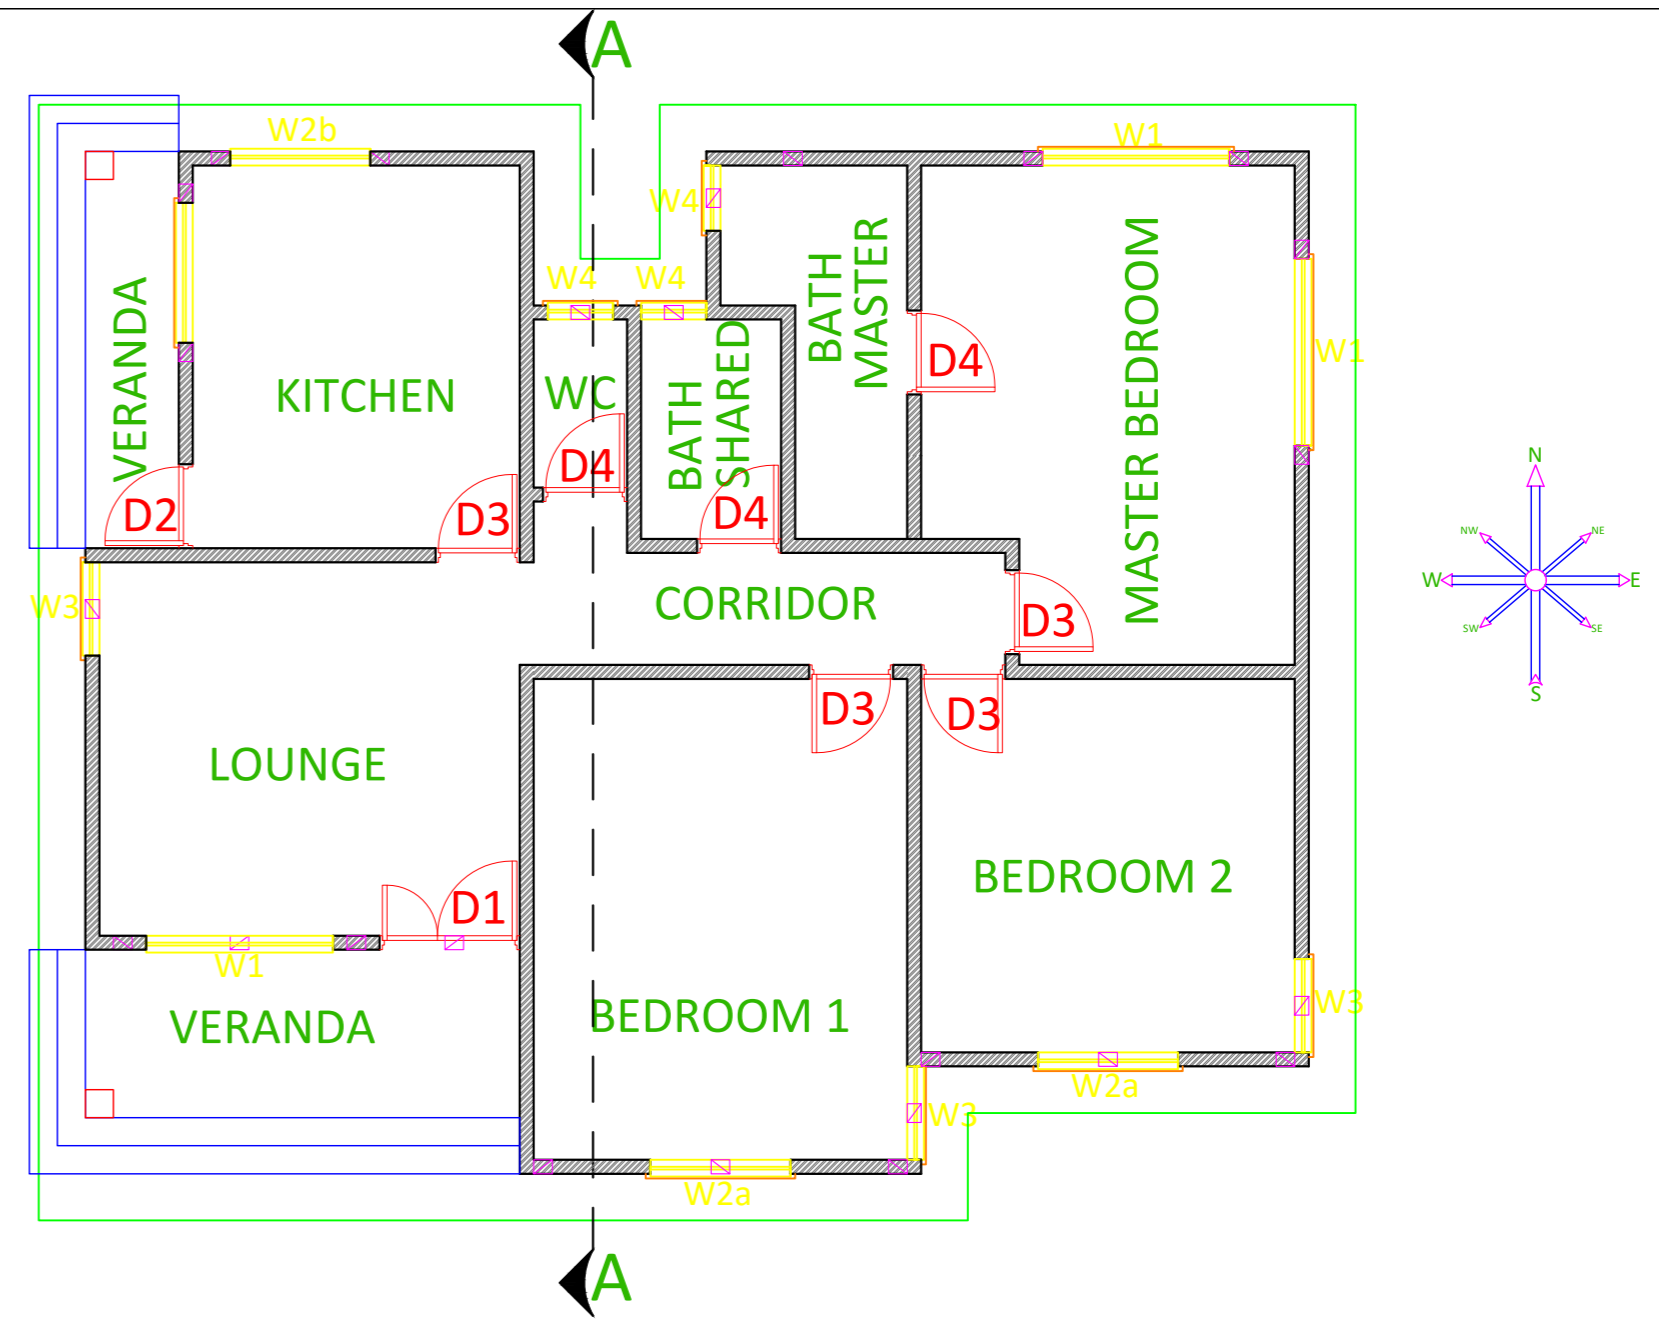 A
W2b
W1
W4
W4
W4
VERANDA
KITCHEN
WC
BATH
SHARED
BATH
MASTER
MASTER BEDROOM
W1
D4
D4
D2
D3
D4
N
NW
NE
W
E
SW
SE
S
W3
CORRIDOR
D3
D3
D3
LOUNGE
BEDROOM 2
D1
W1
VERANDA
BEDROOM 1
W3
W2a
W3
W2a
A